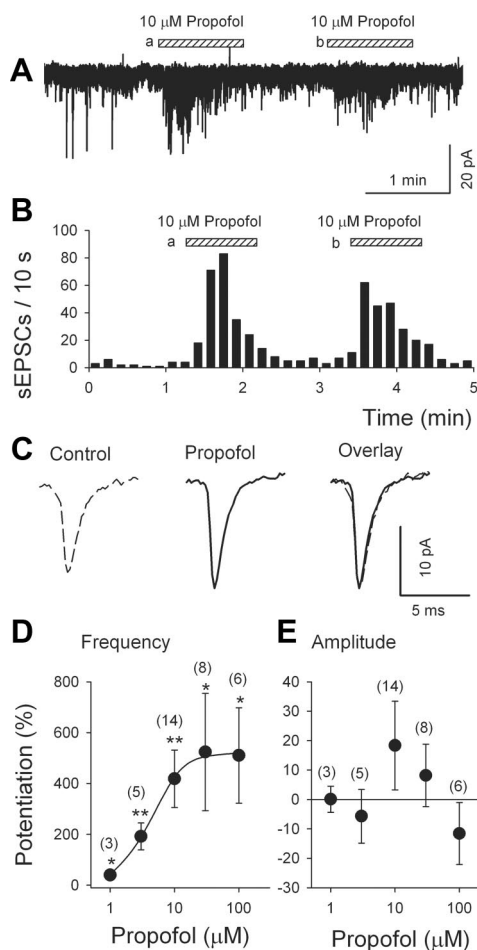 10 µM Propofol 10 µM Propofol
a b
A
1 min
20 pA
B
10 µM Propofol 10 µM Propofol
a b
sEPSCs / 10 s
100
80
60
40
20
0
0 1 2 3 4 5
Time (min)
C
Control Propofol Overlay
10 pA
5 ms
D Frequency
Potentiation (%)
800
600
400
200
0
(3)
*
(5)
**
(14)
**
(8)
*
(6)
*
1 10 100
Propofol (µM)
E Amplitude
40
30
20
10
0
-10
-20
-30
(3)
(5)
(14)
(8)
(6)
1 10 100
Propofol (µM)